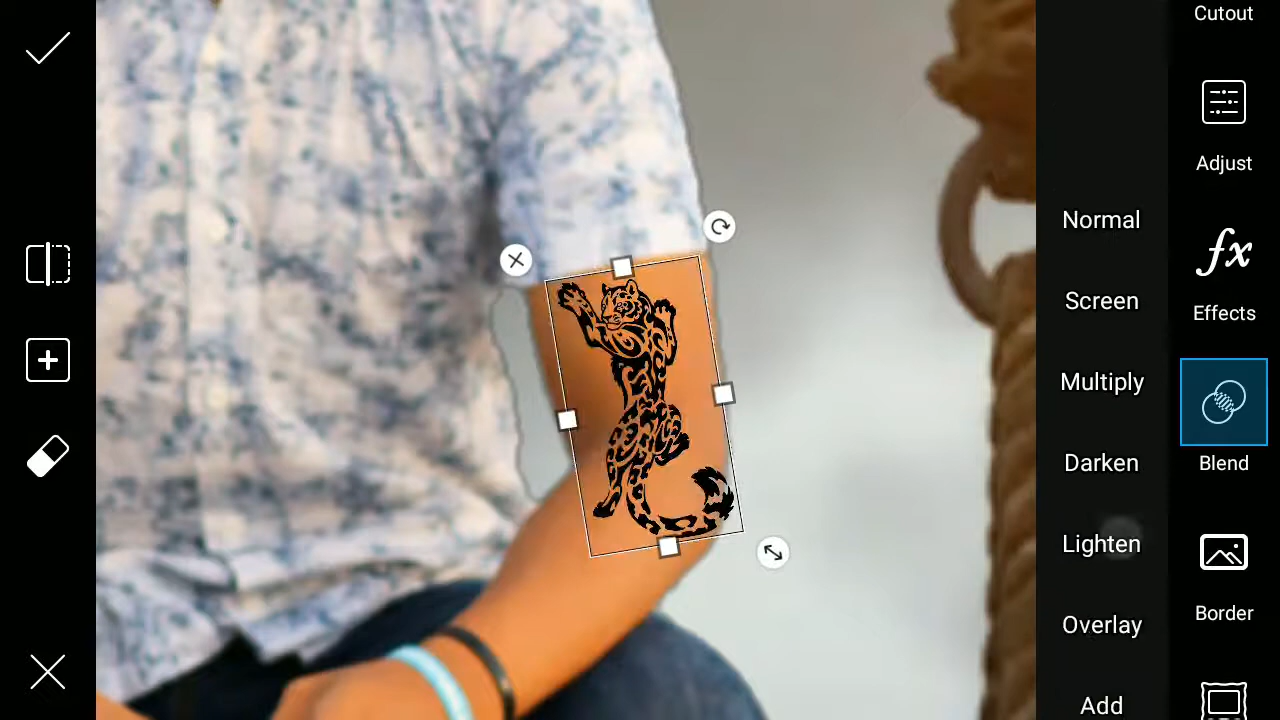 Cutout
Adjust
Normal
fx
Screen
Effects
Multiply
Darken
Blend
Lighten
Overlay
Border
Add